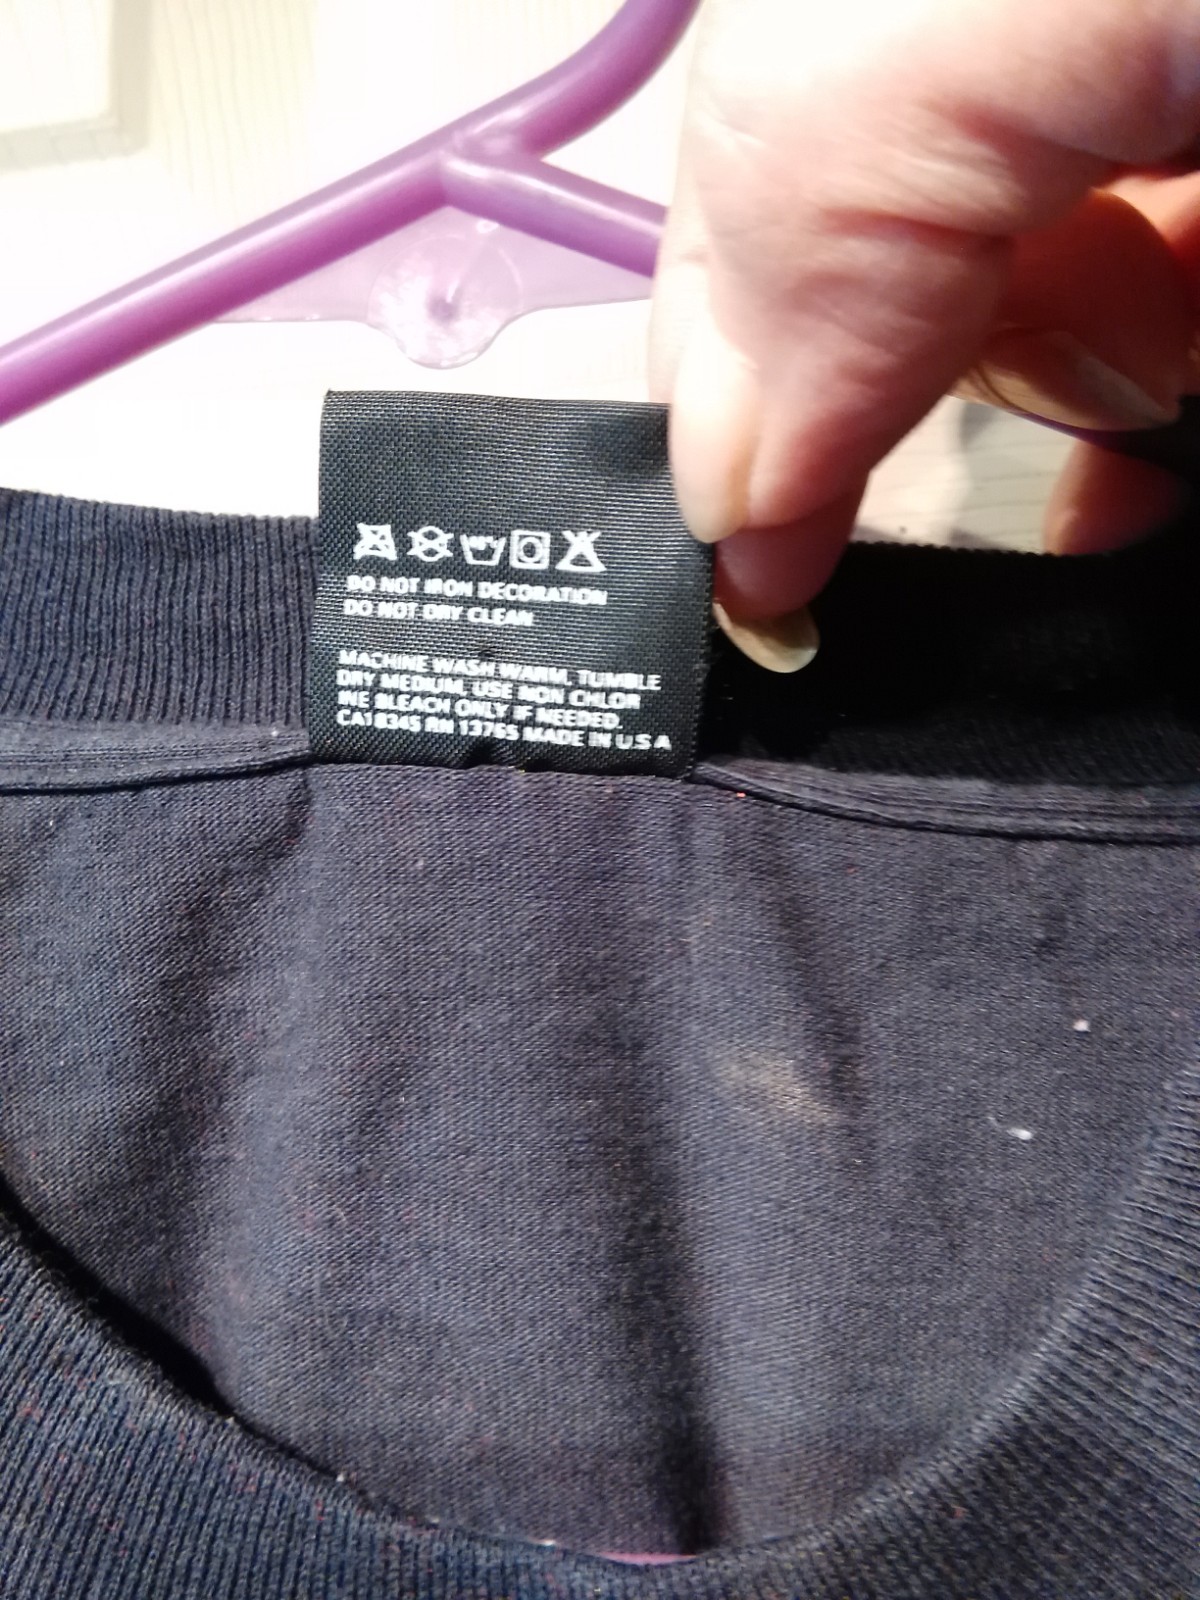 DO NOT IRON DECORATION
DO NOT DRY CLEAN
MACHINE WASH WARM, TUMBLE
DRY MEDIUM, USE NON CHLOR
INE BLEACH ONLY IF NEEDED.
CA18345 RN 13765 MADE IN U.S.A